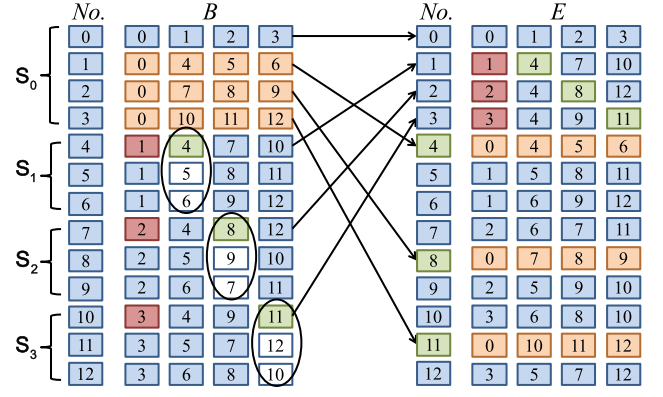 No. B No. E
S0 0 0 1 2 3 0 0 1 2 3
1 0 4 5 6 1 1 4 7 10
2 0 7 8 9 2 2 4 8 12
3 0 10 11 12 3 3 4 9 11
S1 4 1 4 7 10 4 0 4 5 6
5 1 5 8 11 5 1 5 8 11
6 1 6 9 12 6 1 6 9 12
S2 7 2 4 8 12 7 2 6 7 11
8 2 5 9 10 8 0 7 8 9
9 2 6 7 11 9 2 5 9 10
S3 10 3 4 9 11 10 3 6 8 10
11 3 5 7 12 11 0 10 11 12
12 3 6 8 10 12 3 5 7 12